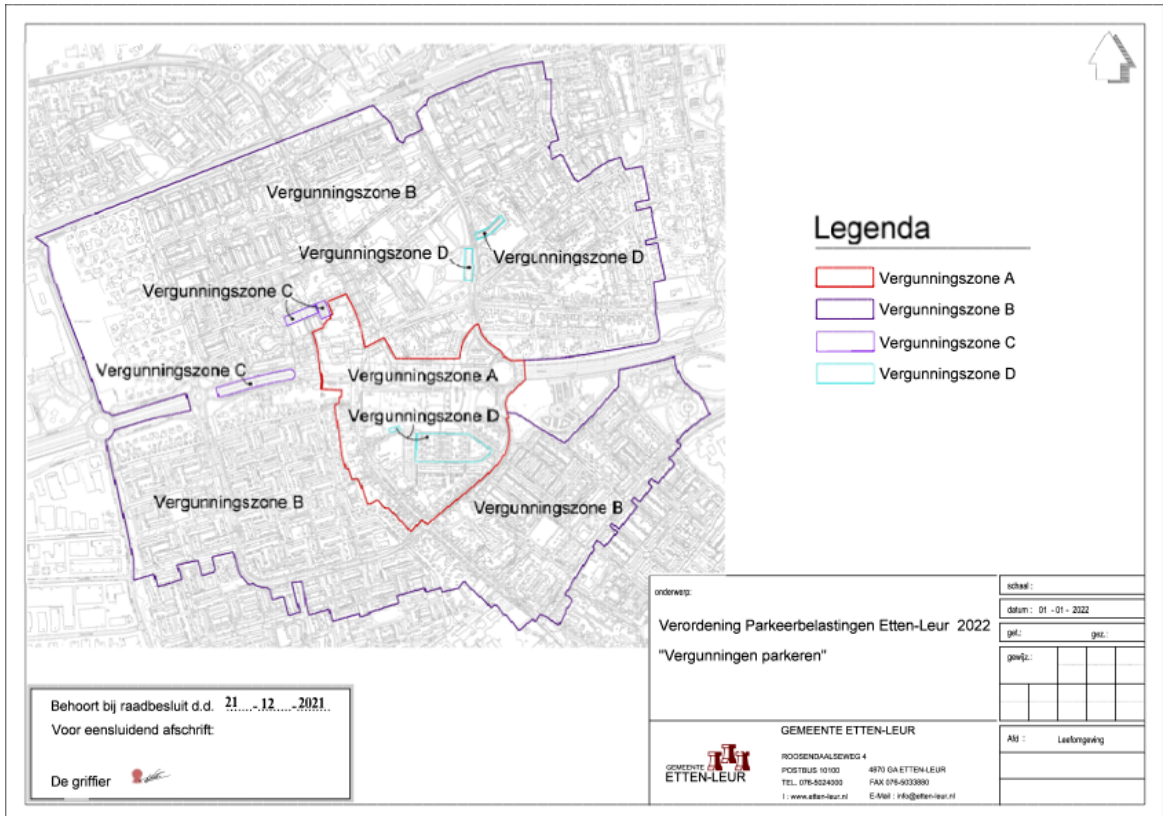 Vergunningszone B
Vergunningszone D
Vergunningszone D
Vergunningszone C
Vergunningszone C
Vergunningszone A
Vergunningszone D
Vergunningszone B
Vergunningszone B
Legenda
Vergunningszone A
Vergunningszone B
Vergunningszone C
Vergunningszone D
onderwerp:
Verordening Parkeerbelastingen Etten-Leur 2022
"Vergunningen parkeren"
schaal :
datum : 01 -01 - 2022
get.: gez.:
gewijz.:
Afd : Leefomgeving
GEMEENTE
ETTEN-LEUR
GEMEENTE ETTEN-LEUR
ROOSENDAALSEWEG 4
POSTBUS 10100 4870 GA ETTEN-LEUR
TEL. 076-5024000 FAX 076-5033880
I : www.etten-leur.nl E-Mail : info@etten-leur.nl
Behoort bij raadbesluit d.d. 21 - 12 - 2021
Voor eensluidend afschrift:
De griffier